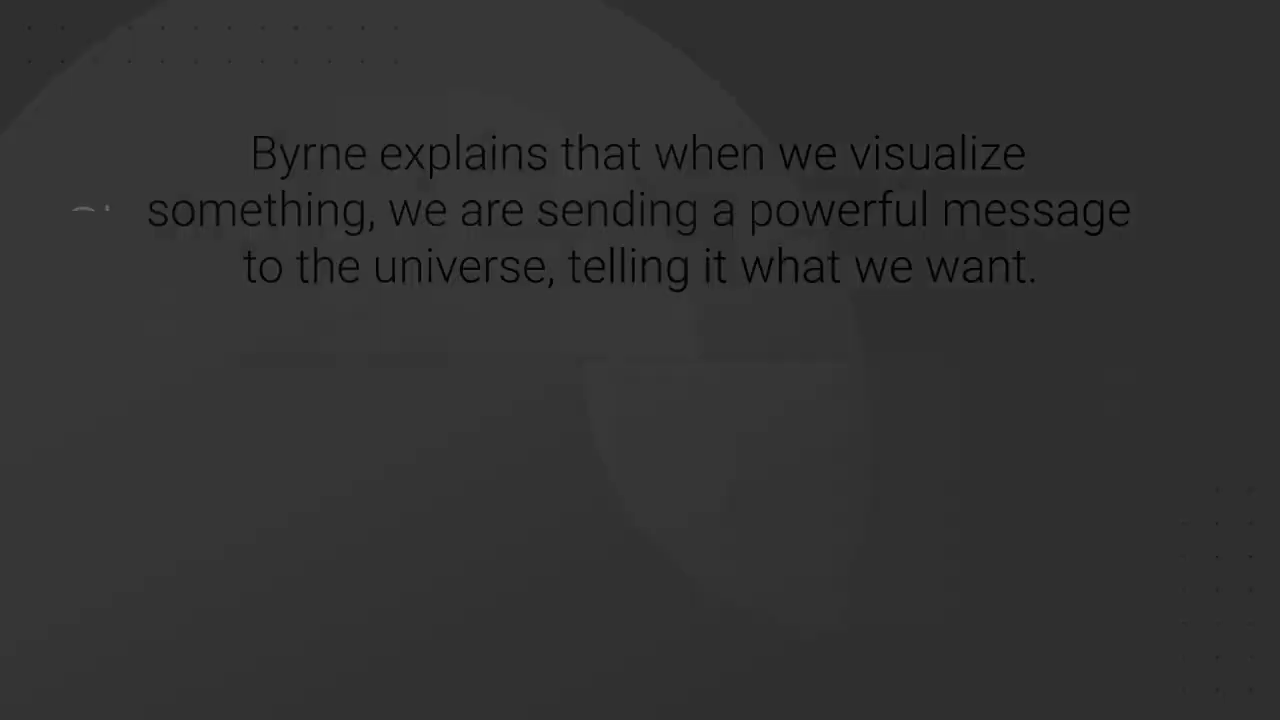 Byrne explains that when we visualize
something, we are sending a powerful message
to the universe, telling it what we want.